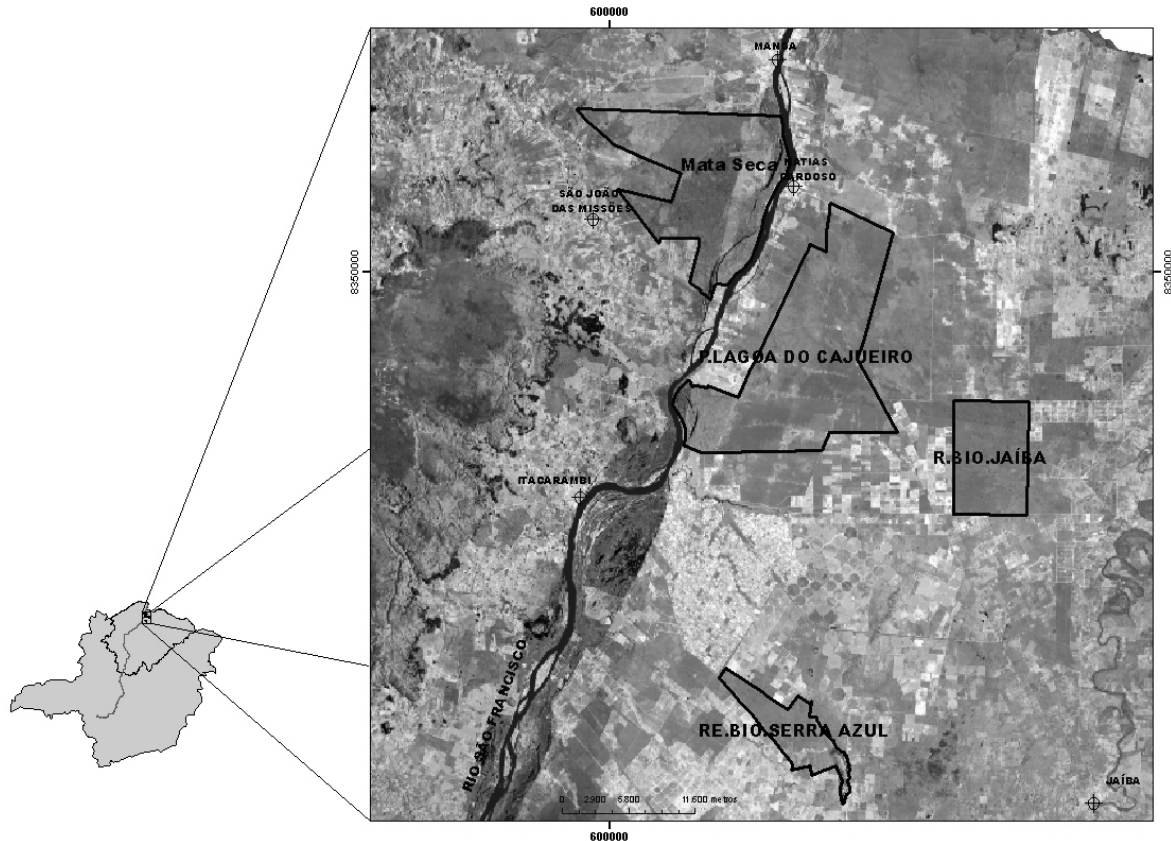 600000
MANGA
Mata Seca
MATIAS
CARDOSO
SÃO JOÃO
DAS MISSÕES
8350000
8350000
P.LAGOA DO CAJUEIRO
R.BIO.JAÍBA
ITACARAMBI
RIO SÃO FRANCISCO
RE.BIO.SERRA AZUL
JAÍBA
0 2.900 5.800 11.600 metros
600000